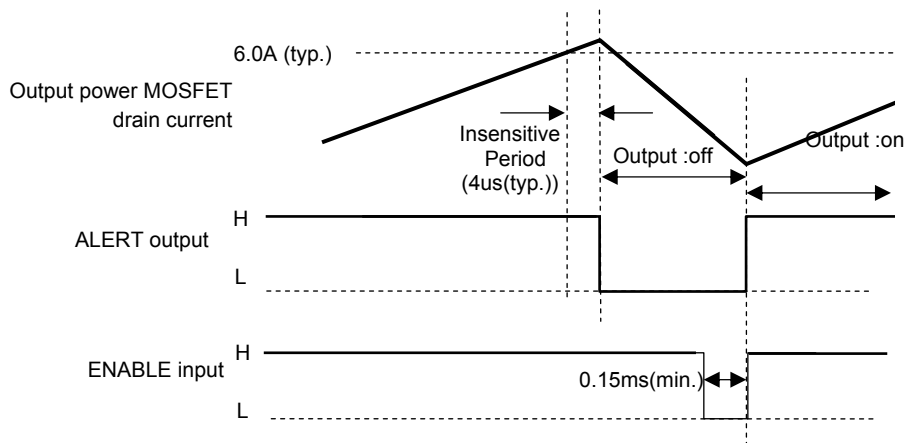 6.0A (typ.)
Output power MOSFET
drain current
Insensitive
Period
(4us(typ.))
Output :off
Output :on
ALERT output
H
L
ENABLE input
H
0.15ms(min.)
L